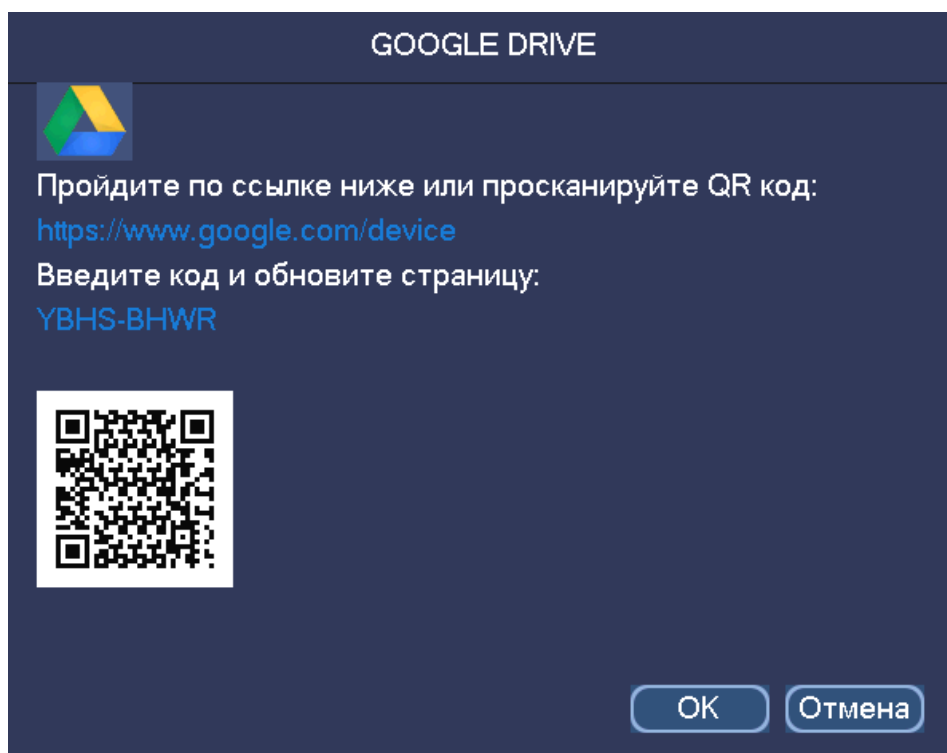 GOOGLE DRIVE
Пройдите по ссылке ниже или просканируйте QR код:
https://www.google.com/device
Введите код и обновите страницу:
YBHS-BHWR
OK
Отмена